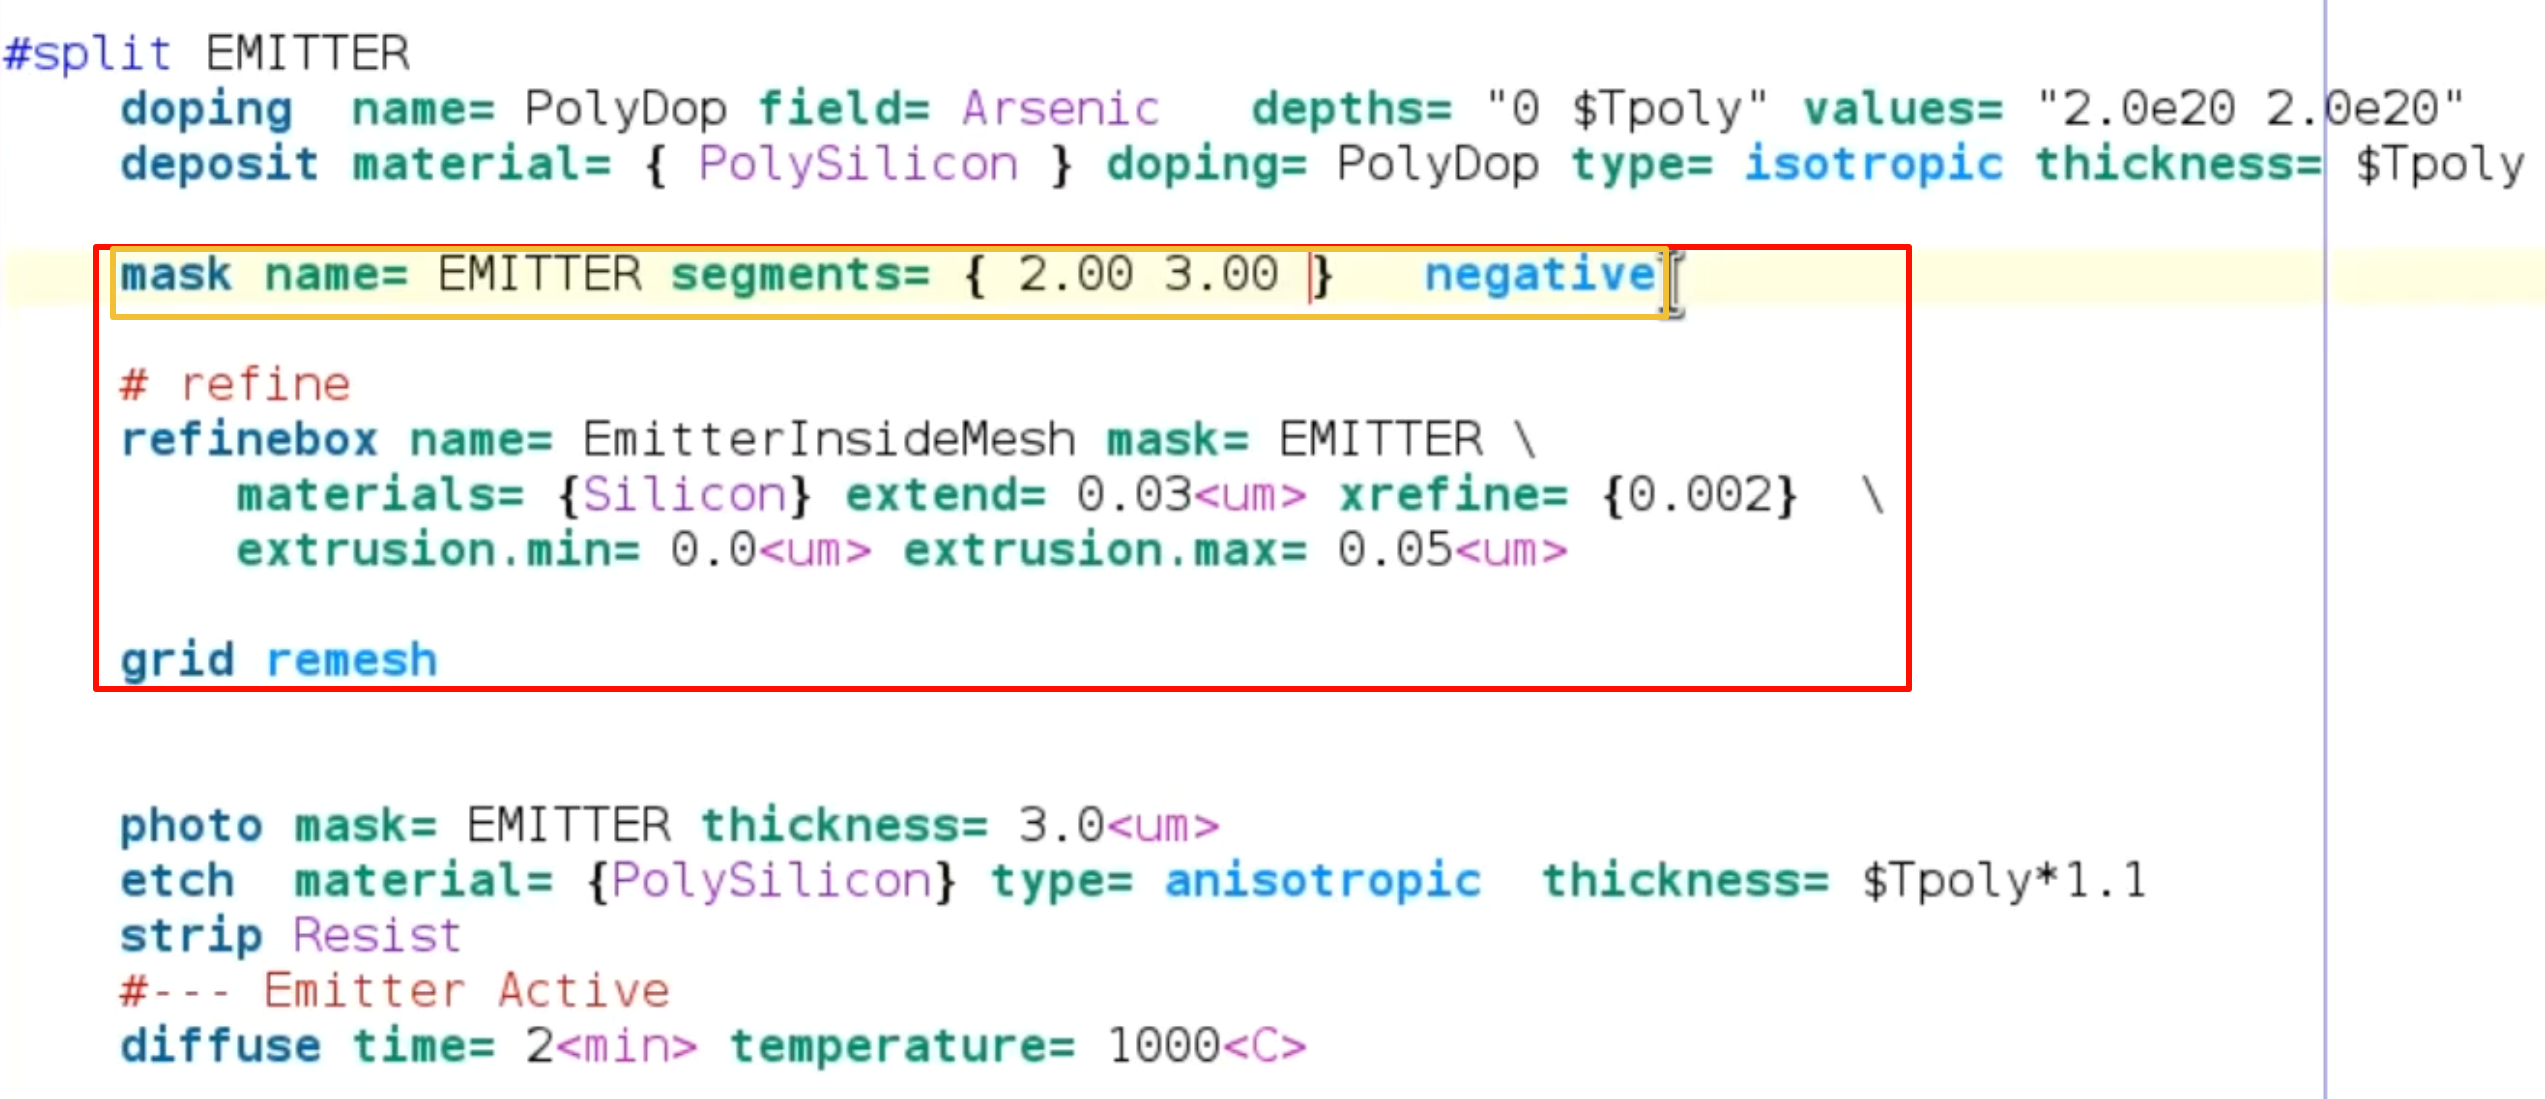 #split EMITTER
doping name= PolyDop field= Arsenic depths= "0 $Tpoly" values= "2.0e20 2.0e20"
deposit material= { PolySilicon } doping= PolyDop type= isotropic thickness= $Tpoly
mask name= EMITTER segments= { 2.00 3.00 } negative
# refine
refinebox name= EmitterInsideMesh mask= EMITTER \
materials= {Silicon} extend= 0.03<um> xrefine= {0.002} \
extrusion.min= 0.0<um> extrusion.max= 0.05<um>
grid remesh
photo mask= EMITTER thickness= 3.0<um>
etch material= {PolySilicon} type= anisotropic thickness= $Tpoly*1.1
strip Resist
#--- Emitter Active
diffuse time= 2<min> temperature= 1000<C>